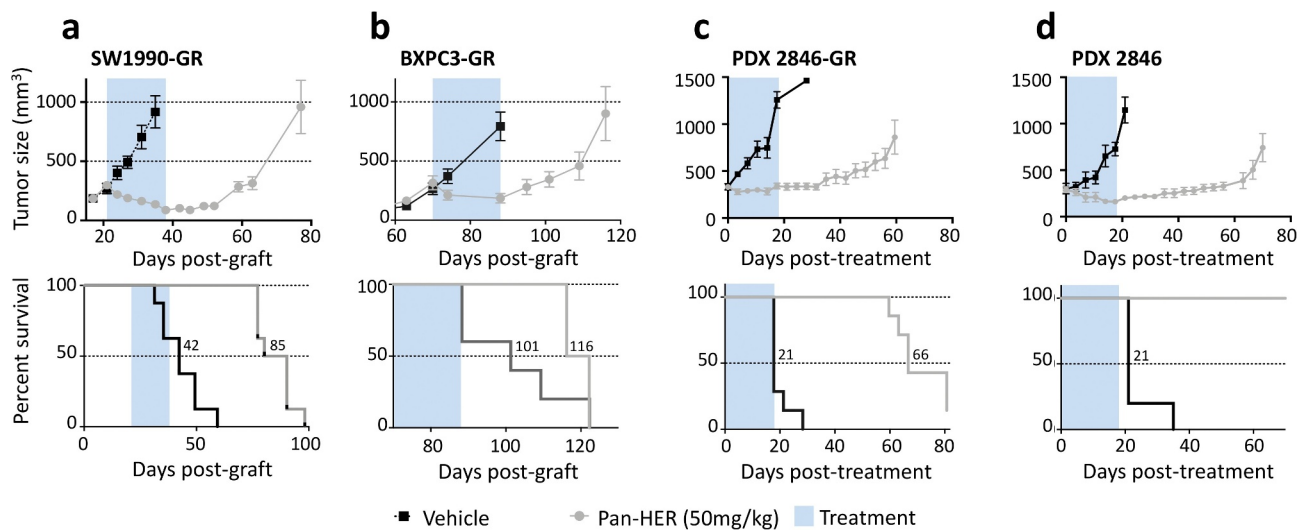 a b c d
SW1990-GR BXPC3-GR PDX 2846-GR PDX 2846
Tumor size (mm³)
1000
500
0
20 40 60 80
Days post-graft
1000
500
0
60 80 100 120
Days post-graft
1500
1000
500
0
0 20 40 60 80
Days post-treatment
1500
1000
500
0
0 20 40 60 80
Days post-treatment
Percent survival
100
50
0
42 85
0 50 100
Days post-graft
100
50
0
101 116
80 100 120
Days post-graft
100
50
0
21 66
0 20 40 60 80
Days post-treatment
100
50
0
21
0 20 40 60
Days post-treatment
Vehicle Pan-HER (50mg/kg) Treatment